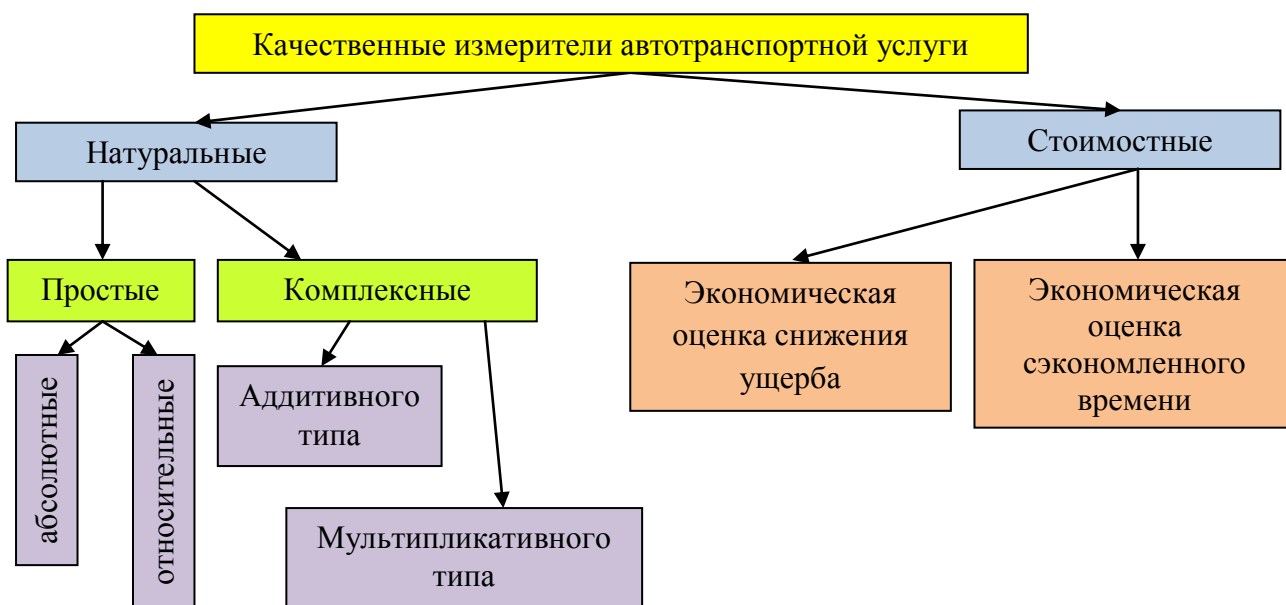 Качественные измерители автотранспортной услуги
Натуральные
Стоимостные
Простые
Комплексные
Экономическая
оценка снижения
ущерба
Экономическая
оценка
сэкономленного
времени
абсолютные
относительные
Аддитивного
типа
Мультипликативного
типа